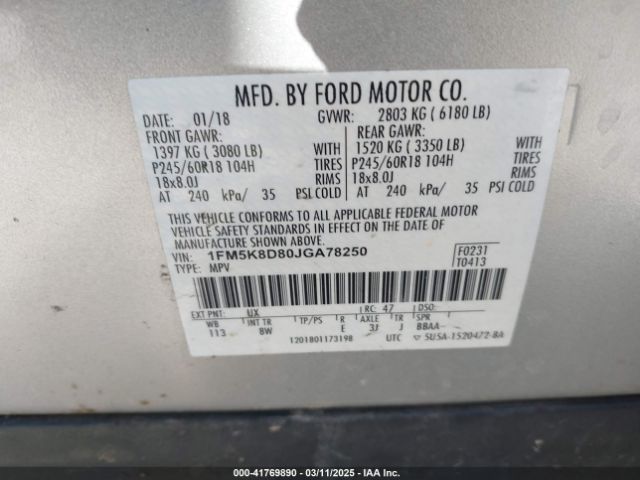 MFD. BY FORD MOTOR CO.
DATE: 01/18 GVWR: 2803 KG ( 6180 LB)
FRONT GAWR: REAR GAWR:
1397 KG ( 3080 LB) WITH 1520 KG ( 3350 LB) WITH
P245/60R18 104H TIRES P245/60R18 104H TIRES
18x8.0J RIMS 18x8.0J RIMS
AT 240 kPa/ 35 PSI COLD AT 240 kPa/ 35 PSI COLD
THIS VEHICLE CONFORMS TO ALL APPLICABLE FEDERAL MOTOR
VEHICLE SAFETY STANDARDS IN EFFECT ON THE DATE OF
MANUFACTURE SHOWN ABOVE.
VIN: 1FM5K8D80JGA78250 F0231
TYPE: MPV T0413
EXT PNT: UX RC: 47 DSO:
WB INT TR TP/PS R AXLE TR SPR
113 8W E 3J J BBAA
1201801173198 UTC 5U5A-1520472-BA
005-41769890 - 03/11/2025 - IAA Inc.